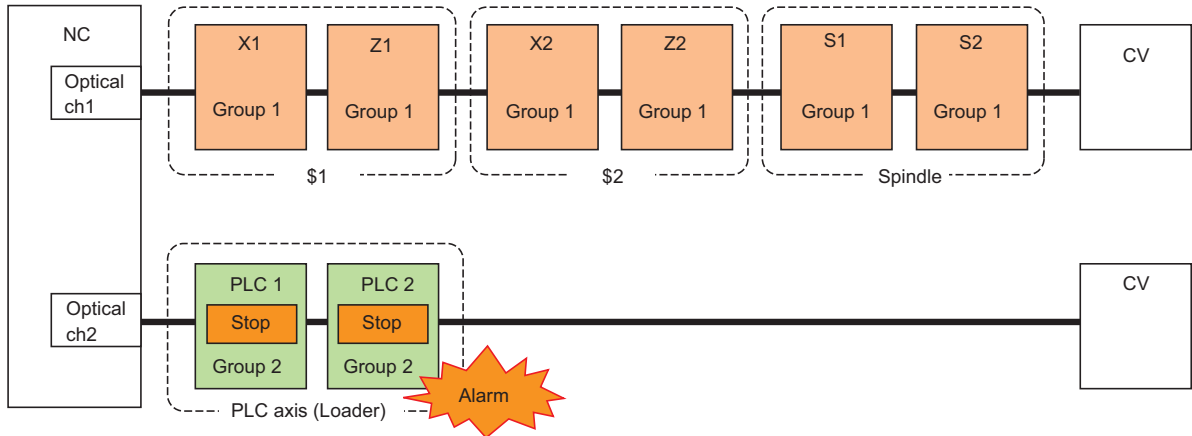 NC
Optical
ch1
X1
Group 1
Z1
Group 1
$1
X2
Group 1
Z2
Group 1
$2
S1
Group 1
S2
Group 1
Spindle
CV
Optical
ch2
PLC 1
Stop
Group 2
PLC 2
Stop
Group 2
Alarm
PLC axis (Loader)
CV